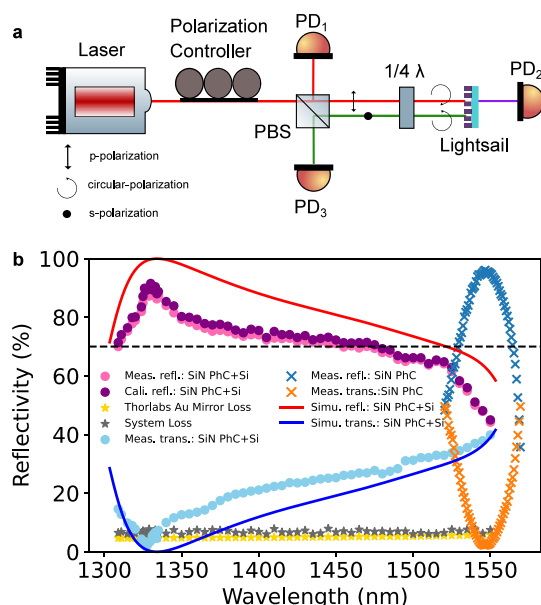 a
Laser
Polarization
Controller
PD1
1/4 λ
PD2
PBS
Lightsail
PD3
p-polarization
circular-polarization
s-polarization
b
Reflectivity (%)
100
80
60
40
20
0
Meas. refl.: SiN PhC+Si
Cali. refl.: SiN PhC+Si
Thorlabs Au Mirror Loss
System Loss
Meas. trans.: SiN PhC+Si
Meas. refl.: SiN PhC
Meas. trans.:SiN PhC
Simu. refl.: SiN PhC+Si
Simu. trans.: SiN PhC+Si
1300 1350 1400 1450 1500 1550
Wavelength (nm)